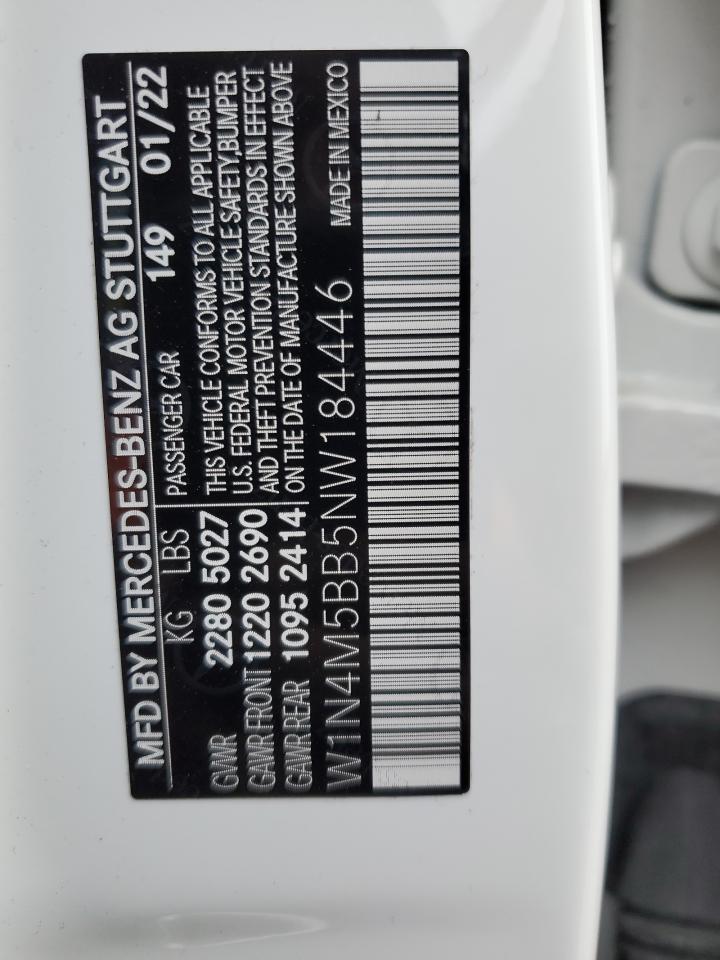 MFD BY MERCEDES-BENZ AG STUTTGART
KG LBS 149 01/22
GVWR 2280 5027 PASSENGER CAR
GAWR FRONT 1220 2690
GAWR REAR 1095 2414
THIS VEHICLE CONFORMS TO ALL APPLICABLE
U.S. FEDERAL MOTOR VEHICLE SAFETY, BUMPER
AND THEFT PREVENTION STANDARDS IN EFFECT
ON THE DATE OF MANUFACTURE SHOWN ABOVE
W1N4M5BB5NW184446 MADE IN MEXICO